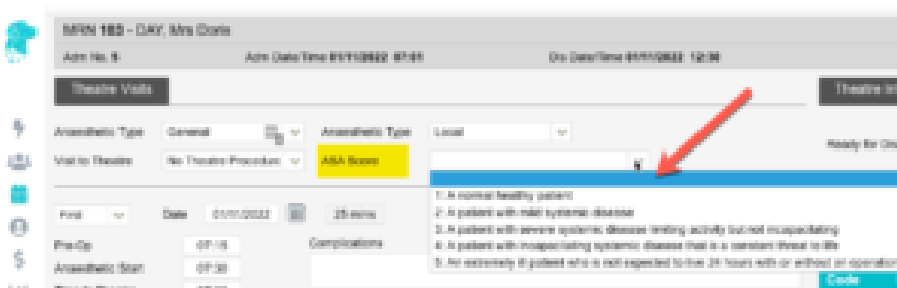 MRN 183 - DAY, Mrs Doris
Adm No. 5 Adm Date/Time 01/11/2022 07:01 Dis Date/Time 01/11/2022 12:30
Theatre Visits Theatre
Anaesthetic Type General Anaesthetic Type Local
Visit to Theatre No Theatre Procedure ASA Score Ready for
1: A normal healthy patient
2: A patient with mild systemic disease
3: A patient with severe systemic disease limiting activity but not incapacitating
4: A patient with incapacitating systemic disease that is a constant threat to life
5: An extremely ill patient who is not expected to live 24 hours with or without an operation
First Date 01/11/2022 25 mins
Pre-Op 07:15 Complications
Anaesthetic Start 07:30
Code